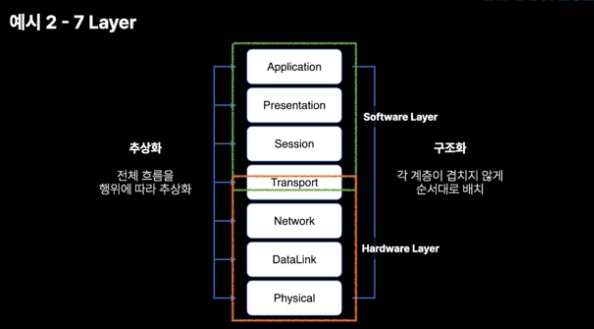 예시 2 - 7 Layer
Application
Presentation
Session
Transport
Network
DataLink
Physical
추상화
전체 흐름을
행위에 따라 추상화
Software Layer
구조화
각 계층이 겹치지 않게
순서대로 배치
Hardware Layer